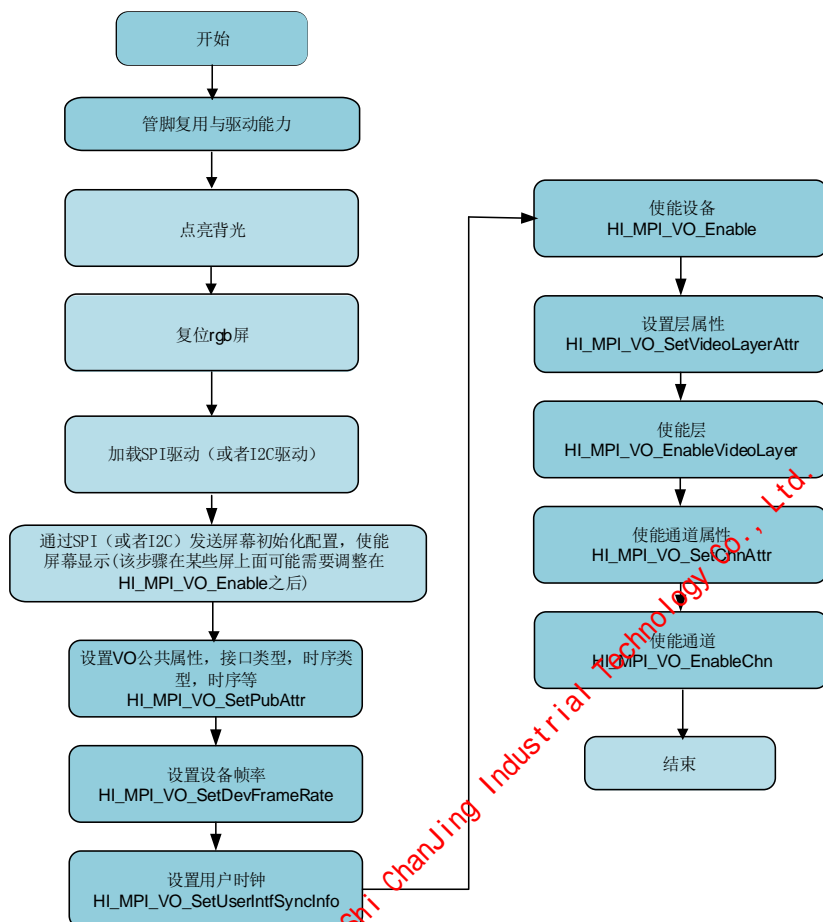 开始
管脚复用与驱动能力
点亮背光
复位rgb屏
加载SPI驱动（或者I2C驱动）
通过SPI（或者I2C）发送屏幕初始化配置，使能
屏幕显示(该步骤在某些屏上面可能需要调整在
HI_MPI_VO_Enable之后)
设置VO公共属性，接口类型，时序类
型，时序等
HI_MPI_VO_SetPubAttr
设置设备帧率
HI_MPI_VO_SetDevFrameRate
设置用户时钟
HI_MPI_VO_SetUserIntfSyncInfo
使能设备
HI_MPI_VO_Enable
设置层属性
HI_MPI_VO_SetVideoLayerAttr
使能层
HI_MPI_VO_EnableVideoLayer
使能通道属性
HI_MPI_VO_SetChnAttr
使能通道
HI_MPI_VO_EnableChn
结束
Shi ChanJing Industrial Technology co., Ltd.